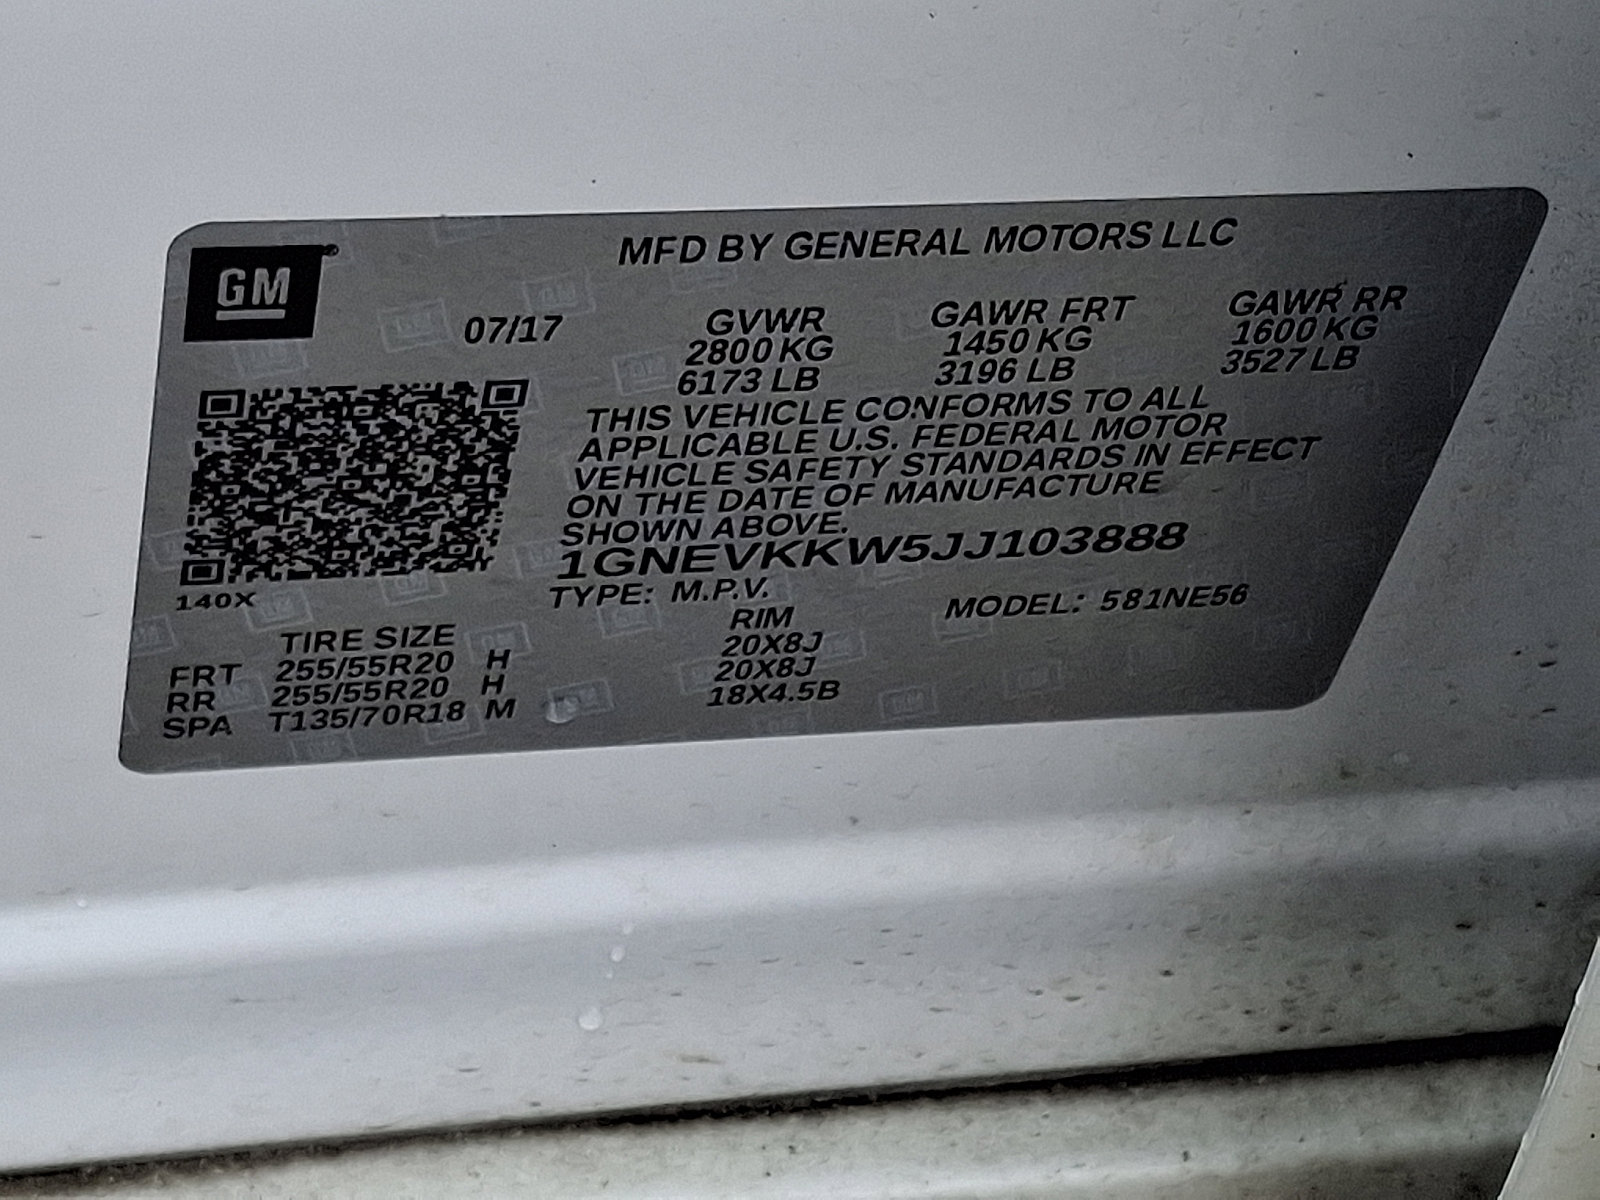 GM
MFD BY GENERAL MOTORS LLC
07/17
GVWR GAWR FRT GAWR RR
2800 KG 1450 KG 1600 KG
6173 LB 3196 LB 3527 LB
THIS VEHICLE CONFORMS TO ALL
APPLICABLE U.S. FEDERAL MOTOR
VEHICLE SAFETY STANDARDS IN EFFECT
ON THE DATE OF MANUFACTURE
SHOWN ABOVE.
1GNEVKKW5JJ103888
140X
TYPE: M.P.V. MODEL: 581NE56
TIRE SIZE RIM
FRT 255/55R20 H 20X8J
RR 255/55R20 H 20X8J
SPA T135/70R18 M 18X4.5B